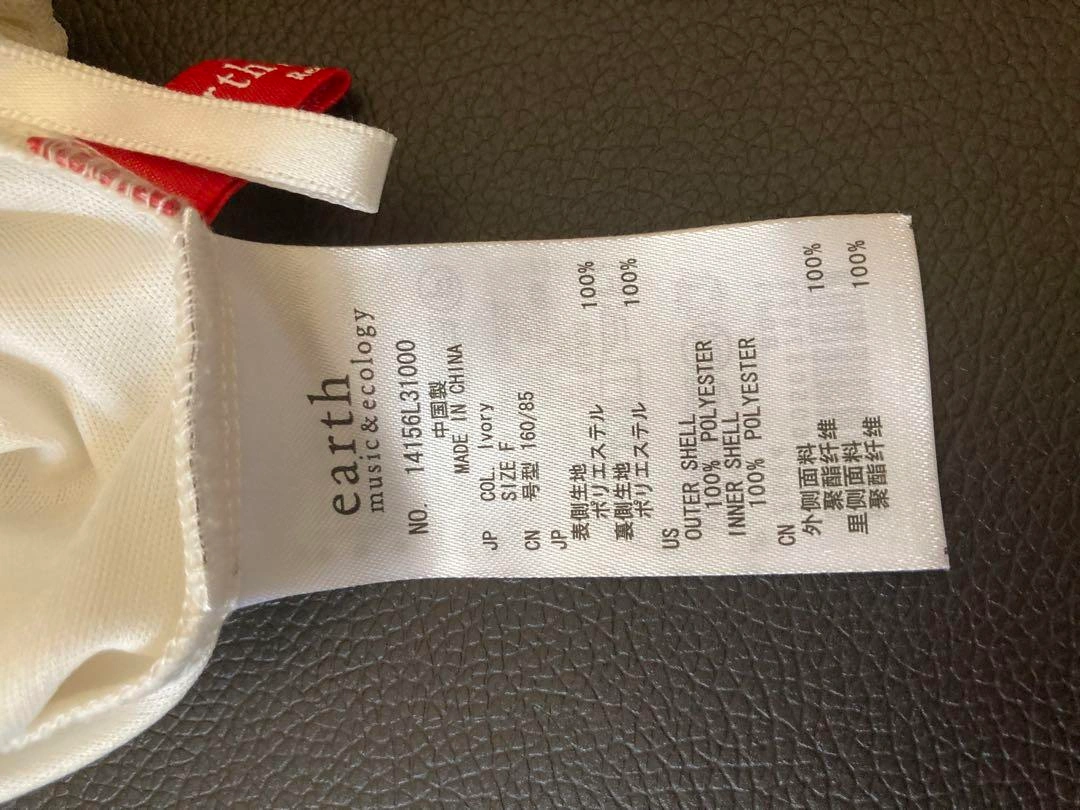 rth
earth
music&ecology
NO. 14156L31000
中国製
MADE IN CHINA
JP COL. Ivory
SIZE F
CN 号型 160/85
JP
表側生地
ポリエステル 100%
裏側生地
ポリエステル 100%
US
OUTER SHELL
100% POLYESTER
INNER SHELL
100% POLYESTER
CN
外侧面料
聚酯纤维 100%
里侧面料
聚酯纤维 100%